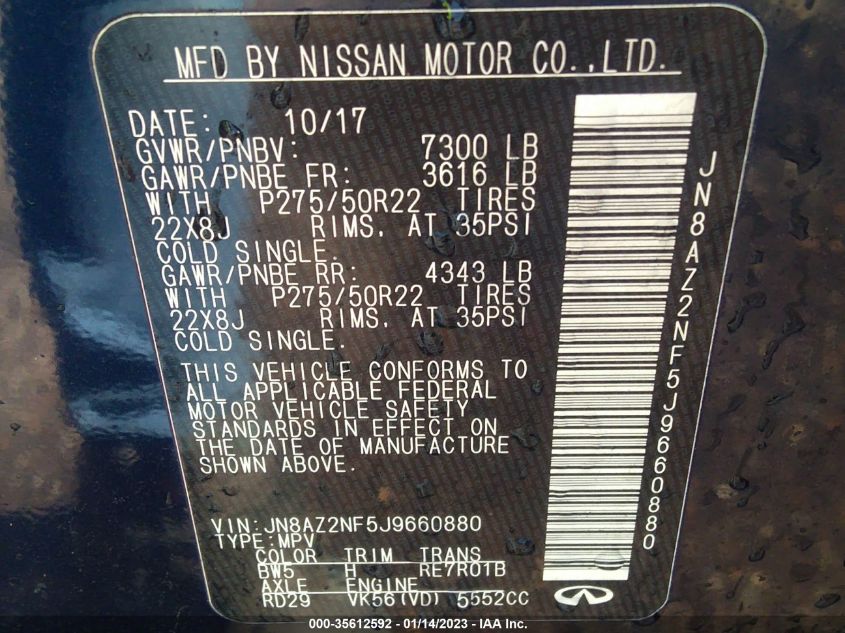 MFD BY NISSAN MOTOR CO.,LTD.
DATE: 10/17
GVWR/PNBV: 7300 LB
GAWR/PNBE FR: 3616 LB
WITH P275/50R22 TIRES
22X8J RIMS. AT 35PSI
COLD SINGLE.
GAWR/PNBE RR: 4343 LB
WITH P275/50R22 TIRES
22X8J RIMS. AT 35PSI
COLD SINGLE.
THIS VEHICLE CONFORMS TO
ALL APPLICABLE FEDERAL
MOTOR VEHICLE SAFETY
STANDARDS IN EFFECT ON
THE DATE OF MANUFACTURE
SHOWN ABOVE.
VIN:JN8AZ2NF5J9660880
TYPE:MPV
COLOR TRIM TRANS
BW5 H RE7R01B
AXLE ENGINE
RD29 VK56(VD) 5552CC
JN8AZ2NF5J9660880
000-35612592 - 01/14/2023 - IAA Inc.